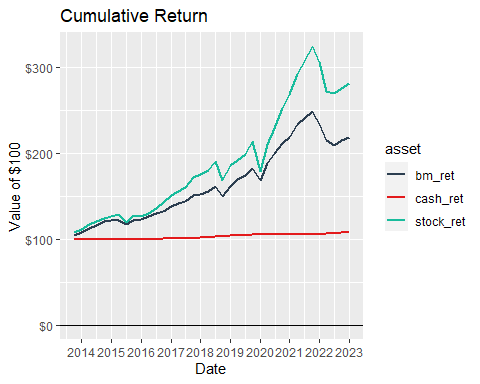 Cumulative Return
Value of $100
$300
$200
$100
$0
2014 2015 2016 2017 2018 2019 2020 2021 2022 2023
Date
asset
bm_ret
cash_ret
stock_ret